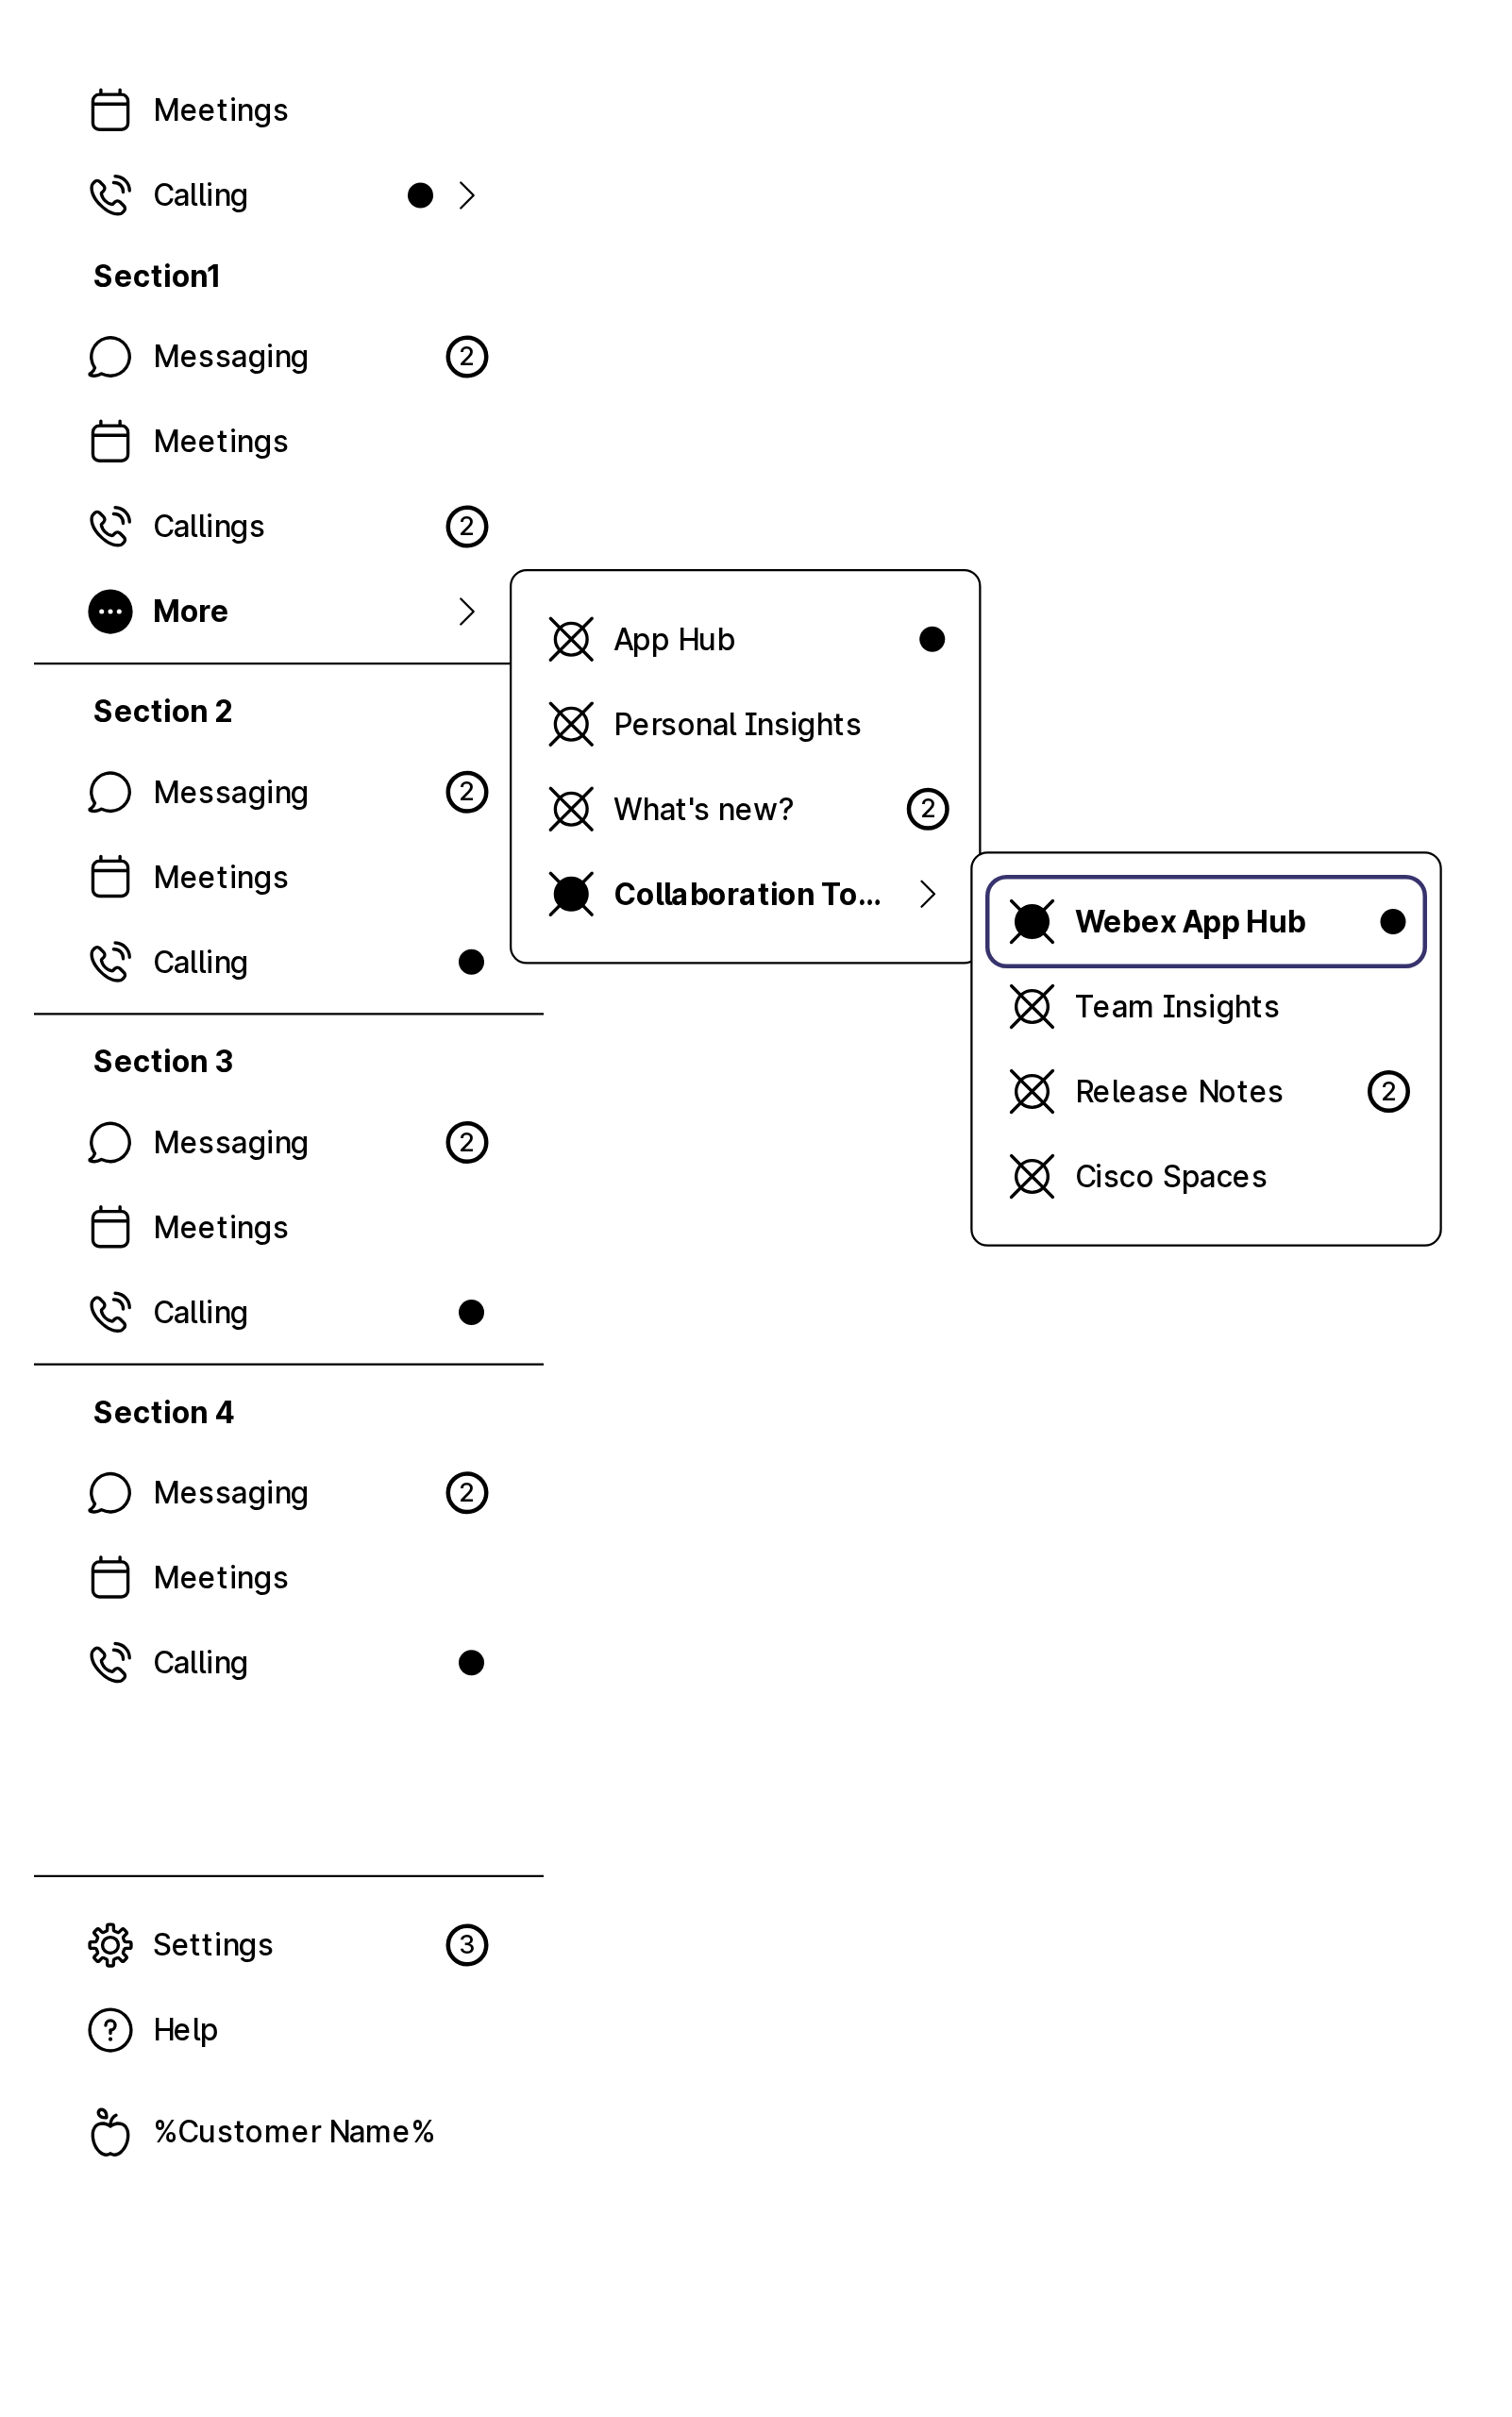 Meetings
Calling
Section1
Messaging 2
Meetings
Callings 2
More
Section 2
Messaging 2
Meetings
Calling
Section 3
Messaging 2
Meetings
Calling
Section 4
Messaging 2
Meetings
Calling
Settings 3
? Help
%Customer Name%
App Hub
Personal Insights
What's new? 2
Collaboration To...
Webex App Hub
Team Insights
Release Notes 2
Cisco Spaces